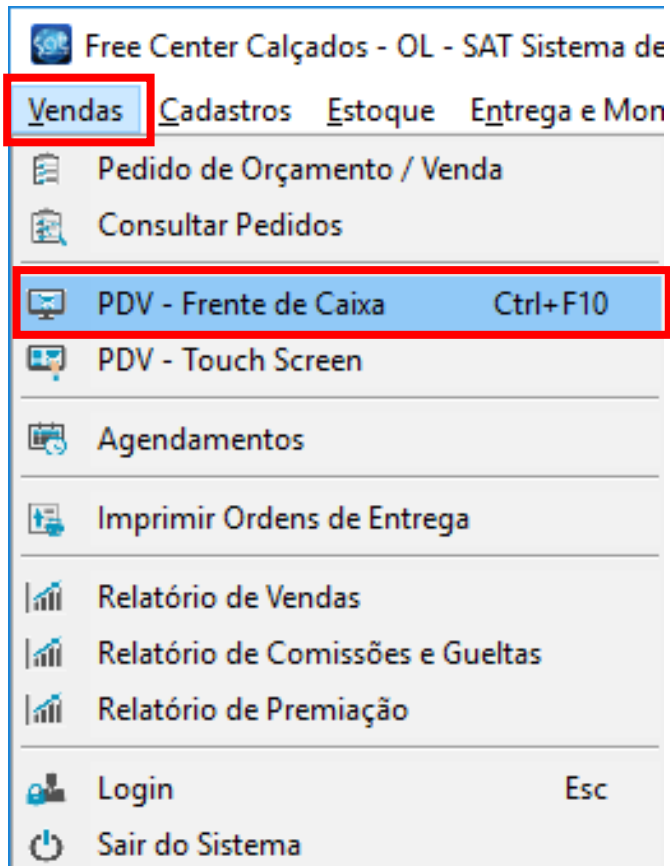 Free Center Calçados - OL - SAT Sistema de
Vendas Cadastros Estoque Entrega e Mon
Pedido de Orçamento / Venda
Consultar Pedidos
PDV - Frente de Caixa Ctrl+F10
PDV - Touch Screen
Agendamentos
Imprimir Ordens de Entrega
Relatório de Vendas
Relatório de Comissões e Gueltas
Relatório de Premiação
Login Esc
Sair do Sistema